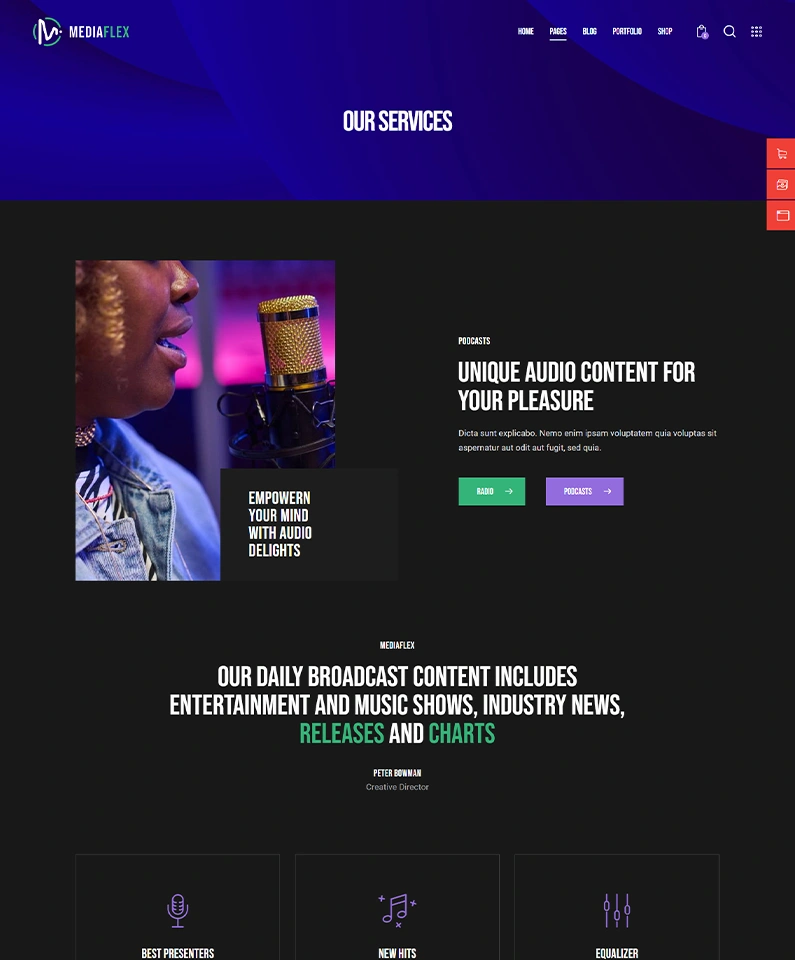 MEDIAFLEX
HOME PAGES BLOG PORTFOLIO SHOP
OUR SERVICES
PODCASTS
UNIQUE AUDIO CONTENT FOR
YOUR PLEASURE
Dicta sunt explicabo. Nemo enim ipsam voluptatem quia voluptas sit
aspernatur aut odit aut fugit, sed quia.
RADIO
PODCASTS
EMPOWERN
YOUR MIND
WITH AUDIO
DELIGHTS
MEDIAFLEX
OUR DAILY BROADCAST CONTENT INCLUDES
ENTERTAINMENT AND MUSIC SHOWS, INDUSTRY NEWS,
RELEASES AND CHARTS
PETER BOWMAN
Creative Director
BEST PRESENTERS
NEW HITS
EQUALIZER